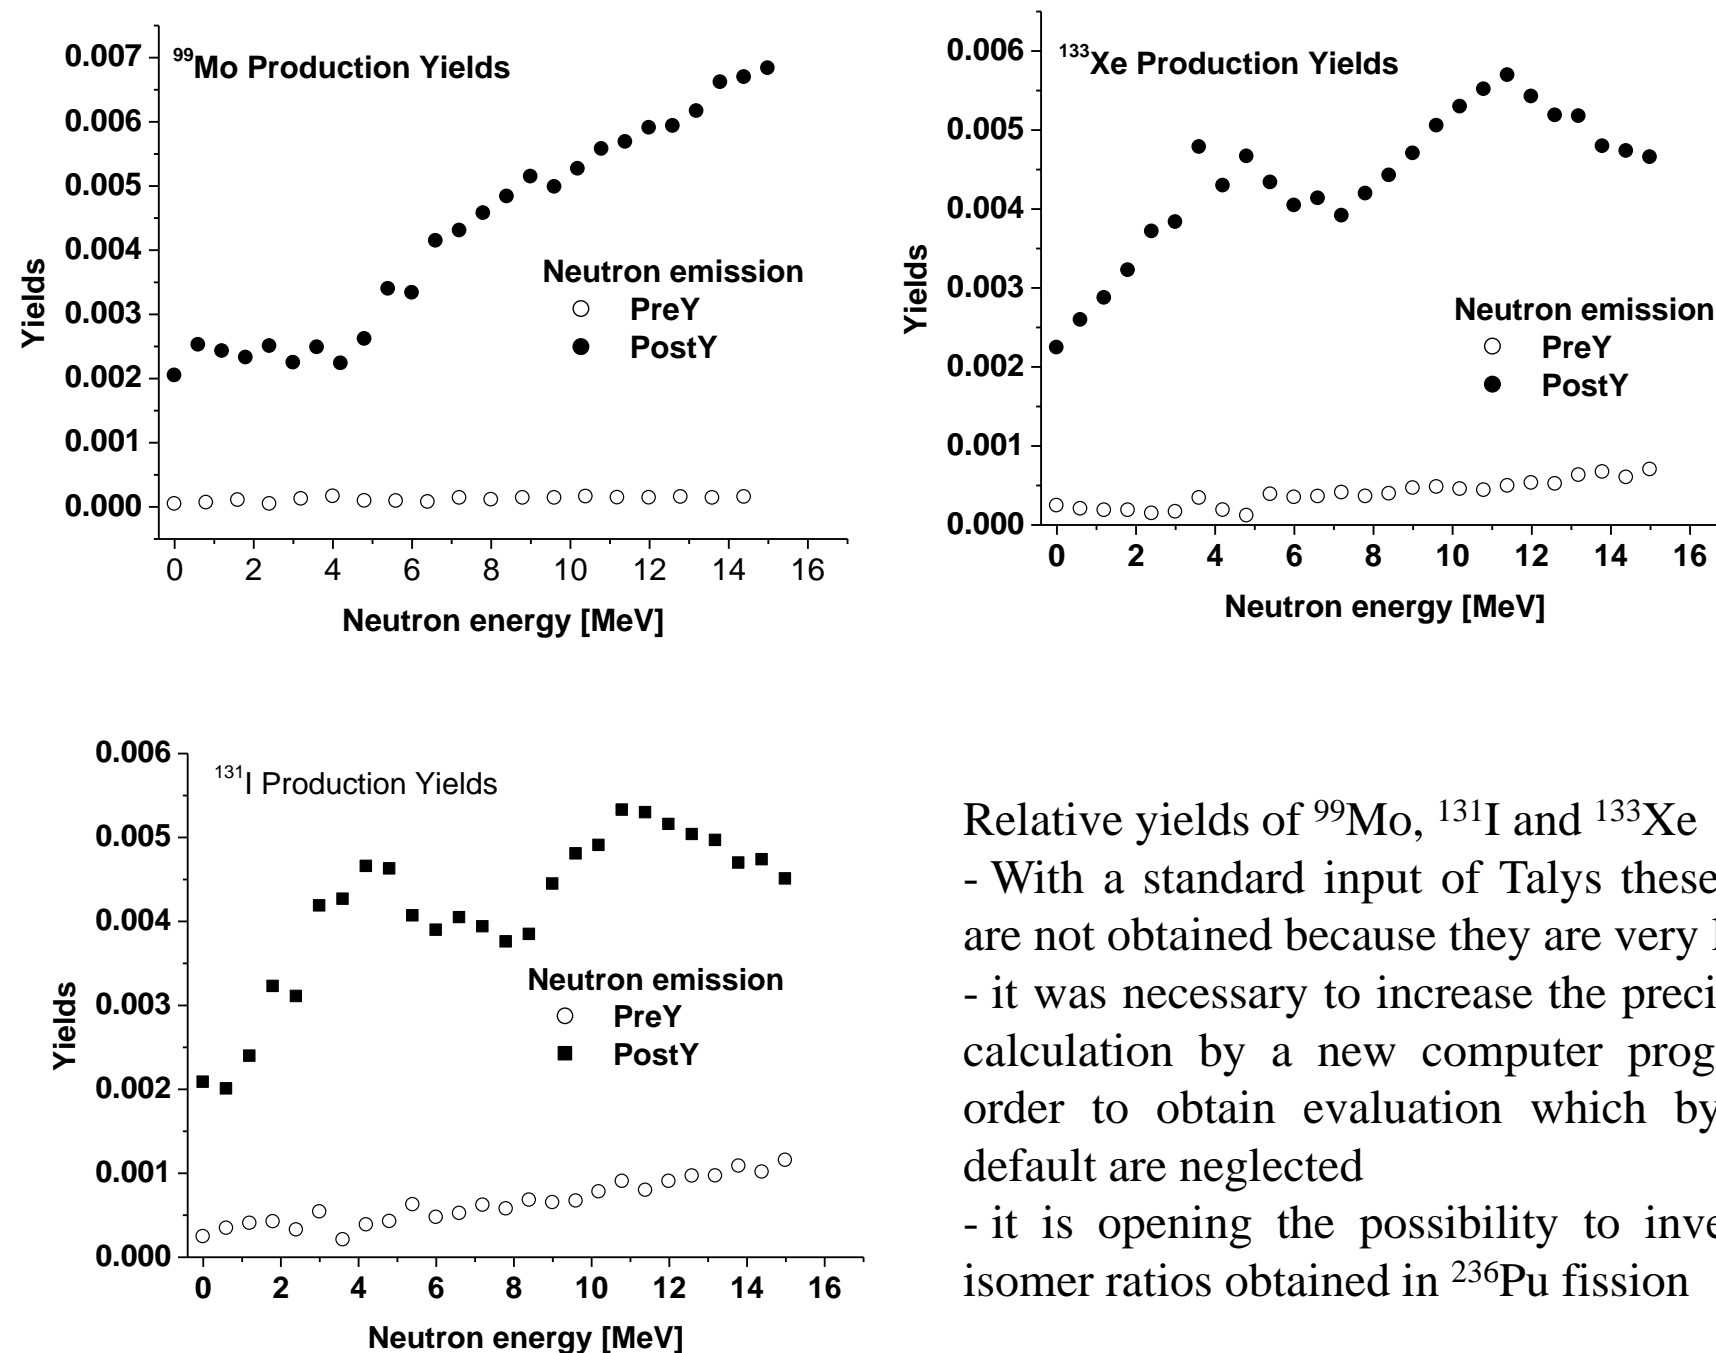 99Mo Production Yields
0.007
0.006
0.005
0.004
0.003
0.002
0.001
0.000
Yields
Neutron emission
PreY
PostY
0 2 4 6 8 10 12 14 16
Neutron energy [MeV]
133Xe Production Yields
0.006
0.005
0.004
0.003
0.002
0.001
0.000
Yields
Neutron emission
PreY
PostY
0 2 4 6 8 10 12 14 16
Neutron energy [MeV]
131I Production Yields
0.006
0.005
0.004
0.003
0.002
0.001
0.000
Yields
Neutron emission
PreY
PostY
0 2 4 6 8 10 12 14 16
Neutron energy [MeV]
Relative yields of 99Mo, 131I and 133Xe
- With a standard input of Talys these
are not obtained because they are very
- it was necessary to increase the preci
calculation by a new computer prog
order to obtain evaluation which by
default are neglected
- it is opening the possibility to inve
isomer ratios obtained in 236Pu fission